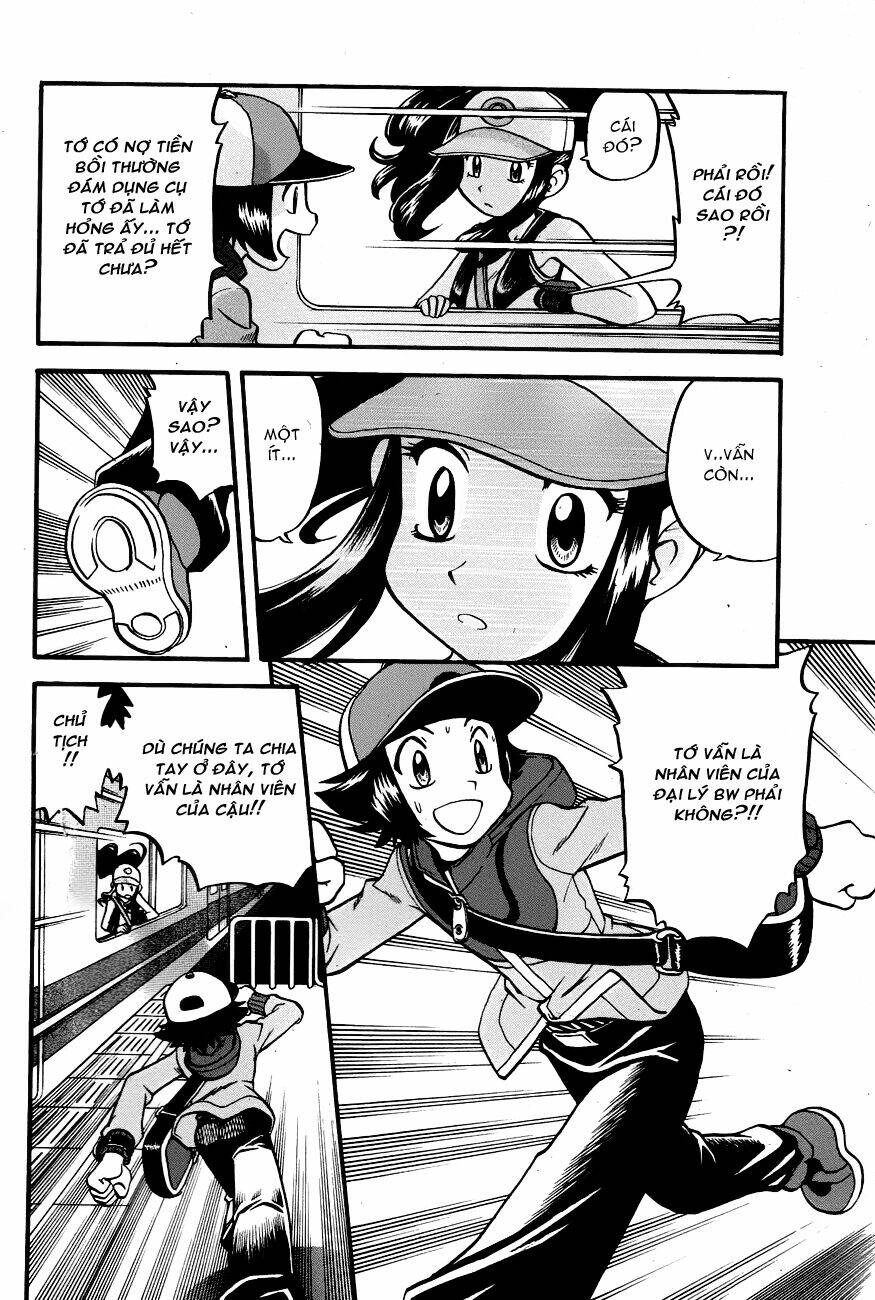 PHẢI RỒI!
CÁI ĐÓ
SAO RỒI
?!
CÁI
ĐÓ?
TỚ CÓ NỢ TIỀN
BỒI THƯỜNG
ĐÁM DỤNG CỤ
TỚ ĐÃ LÀM
HỎNG ẤY... TỚ
ĐÃ TRẢ ĐỦ HẾT
CHƯA?
V..VẪN
CÒN...
MỘT
ÍT...
VẬY
SAO?
VẬY...
TỚ VẪN LÀ
NHÂN VIÊN CỦA
ĐẠI LÝ BW PHẢI
KHÔNG?!!
DÙ CHÚNG TA CHIA
TAY Ở ĐÂY, TỚ
VẪN LÀ NHÂN VIÊN
CỦA CẬU!!
CHỦ
TỊCH
!!